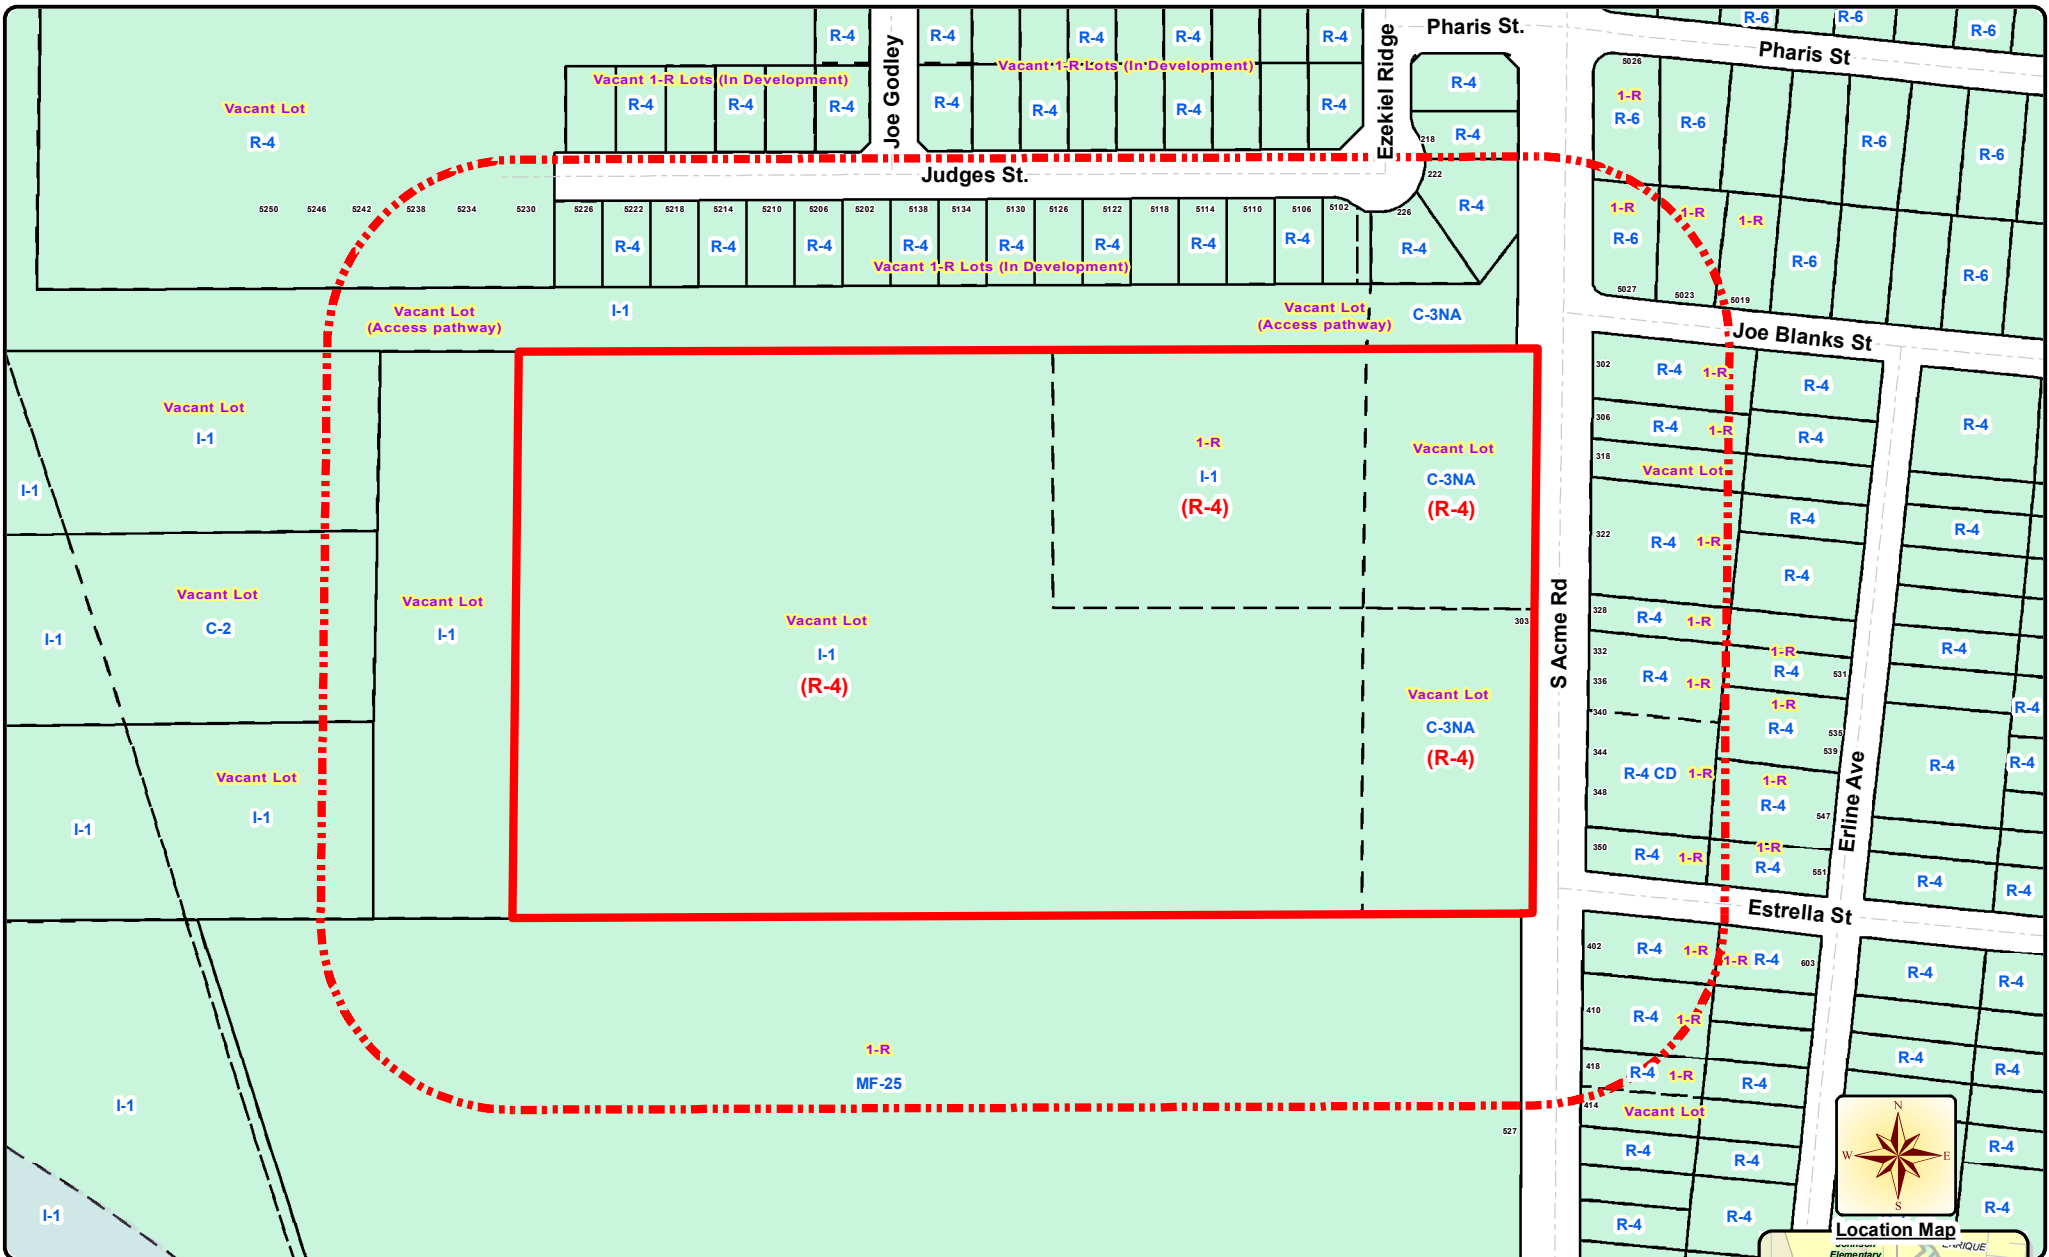 R-4
R-4
R-4
R-4
R-4
Pharis St.
R-6
R-6
R-6
Pharis St
Vacant 1-R Lots (In Development)
Vacant 1-R Lots (In Development)
Joe Godley
Ezekiel Ridge
Vacant Lot
R-4
R-4
R-4
R-4
R-4
R-4
R-4
R-4
R-4
R-4
218
222
226
R-4
R-4
5026
1-R
R-6
R-6
R-6
R-6
Judges St.
5250
5246
5242
5238
5234
5230
5226
5222
5218
5214
5210
5206
5202
5138
5134
5130
5126
5122
5118
5114
5110
5106
5102
R-4
R-4
R-4
R-4
R-4
R-4
R-4
R-4
Vacant 1-R Lots (In Development)
1-R
R-6
1-R
1-R
R-6
R-6
5027
5023
5019
Joe Blanks St
Vacant Lot
(Access pathway)
I-1
Vacant Lot
(Access pathway)
C-3NA
Vacant Lot
I-1
I-1
Vacant Lot
C-2
I-1
Vacant Lot
I-1
Vacant Lot
I-1
I-1
Vacant Lot
I-1
(R-4)
1-R
I-1
(R-4)
Vacant Lot
C-3NA
(R-4)
303
Vacant Lot
C-3NA
(R-4)
S Acme Rd
302
R-4
1-R
R-4
306
R-4
1-R
R-4
R-4
318
Vacant Lot
R-4
R-4
322
R-4
1-R
R-4
328
R-4
1-R
R-4
332
336
R-4
1-R
1-R
R-4
531
340
1-R
R-4
535
539
R-4
344
R-4 CD
1-R
1-R
R-4
R-4
R-4
348
547
350
R-4
1-R
1-R
R-4
551
R-4
R-4
Erline Ave
Estrella St
402
R-4
1-R
1-R
R-4
603
R-4
R-4
410
R-4
1-R
418
R-4
1-R
R-4
R-4
R-4
414
Vacant Lot
R-4
R-4
R-4
R-4
R-4
R-4
1-R
MF-25
527
I-1
I-1
N
W
E
S
Location Map
Johnson
Elementary
ENRIQUE